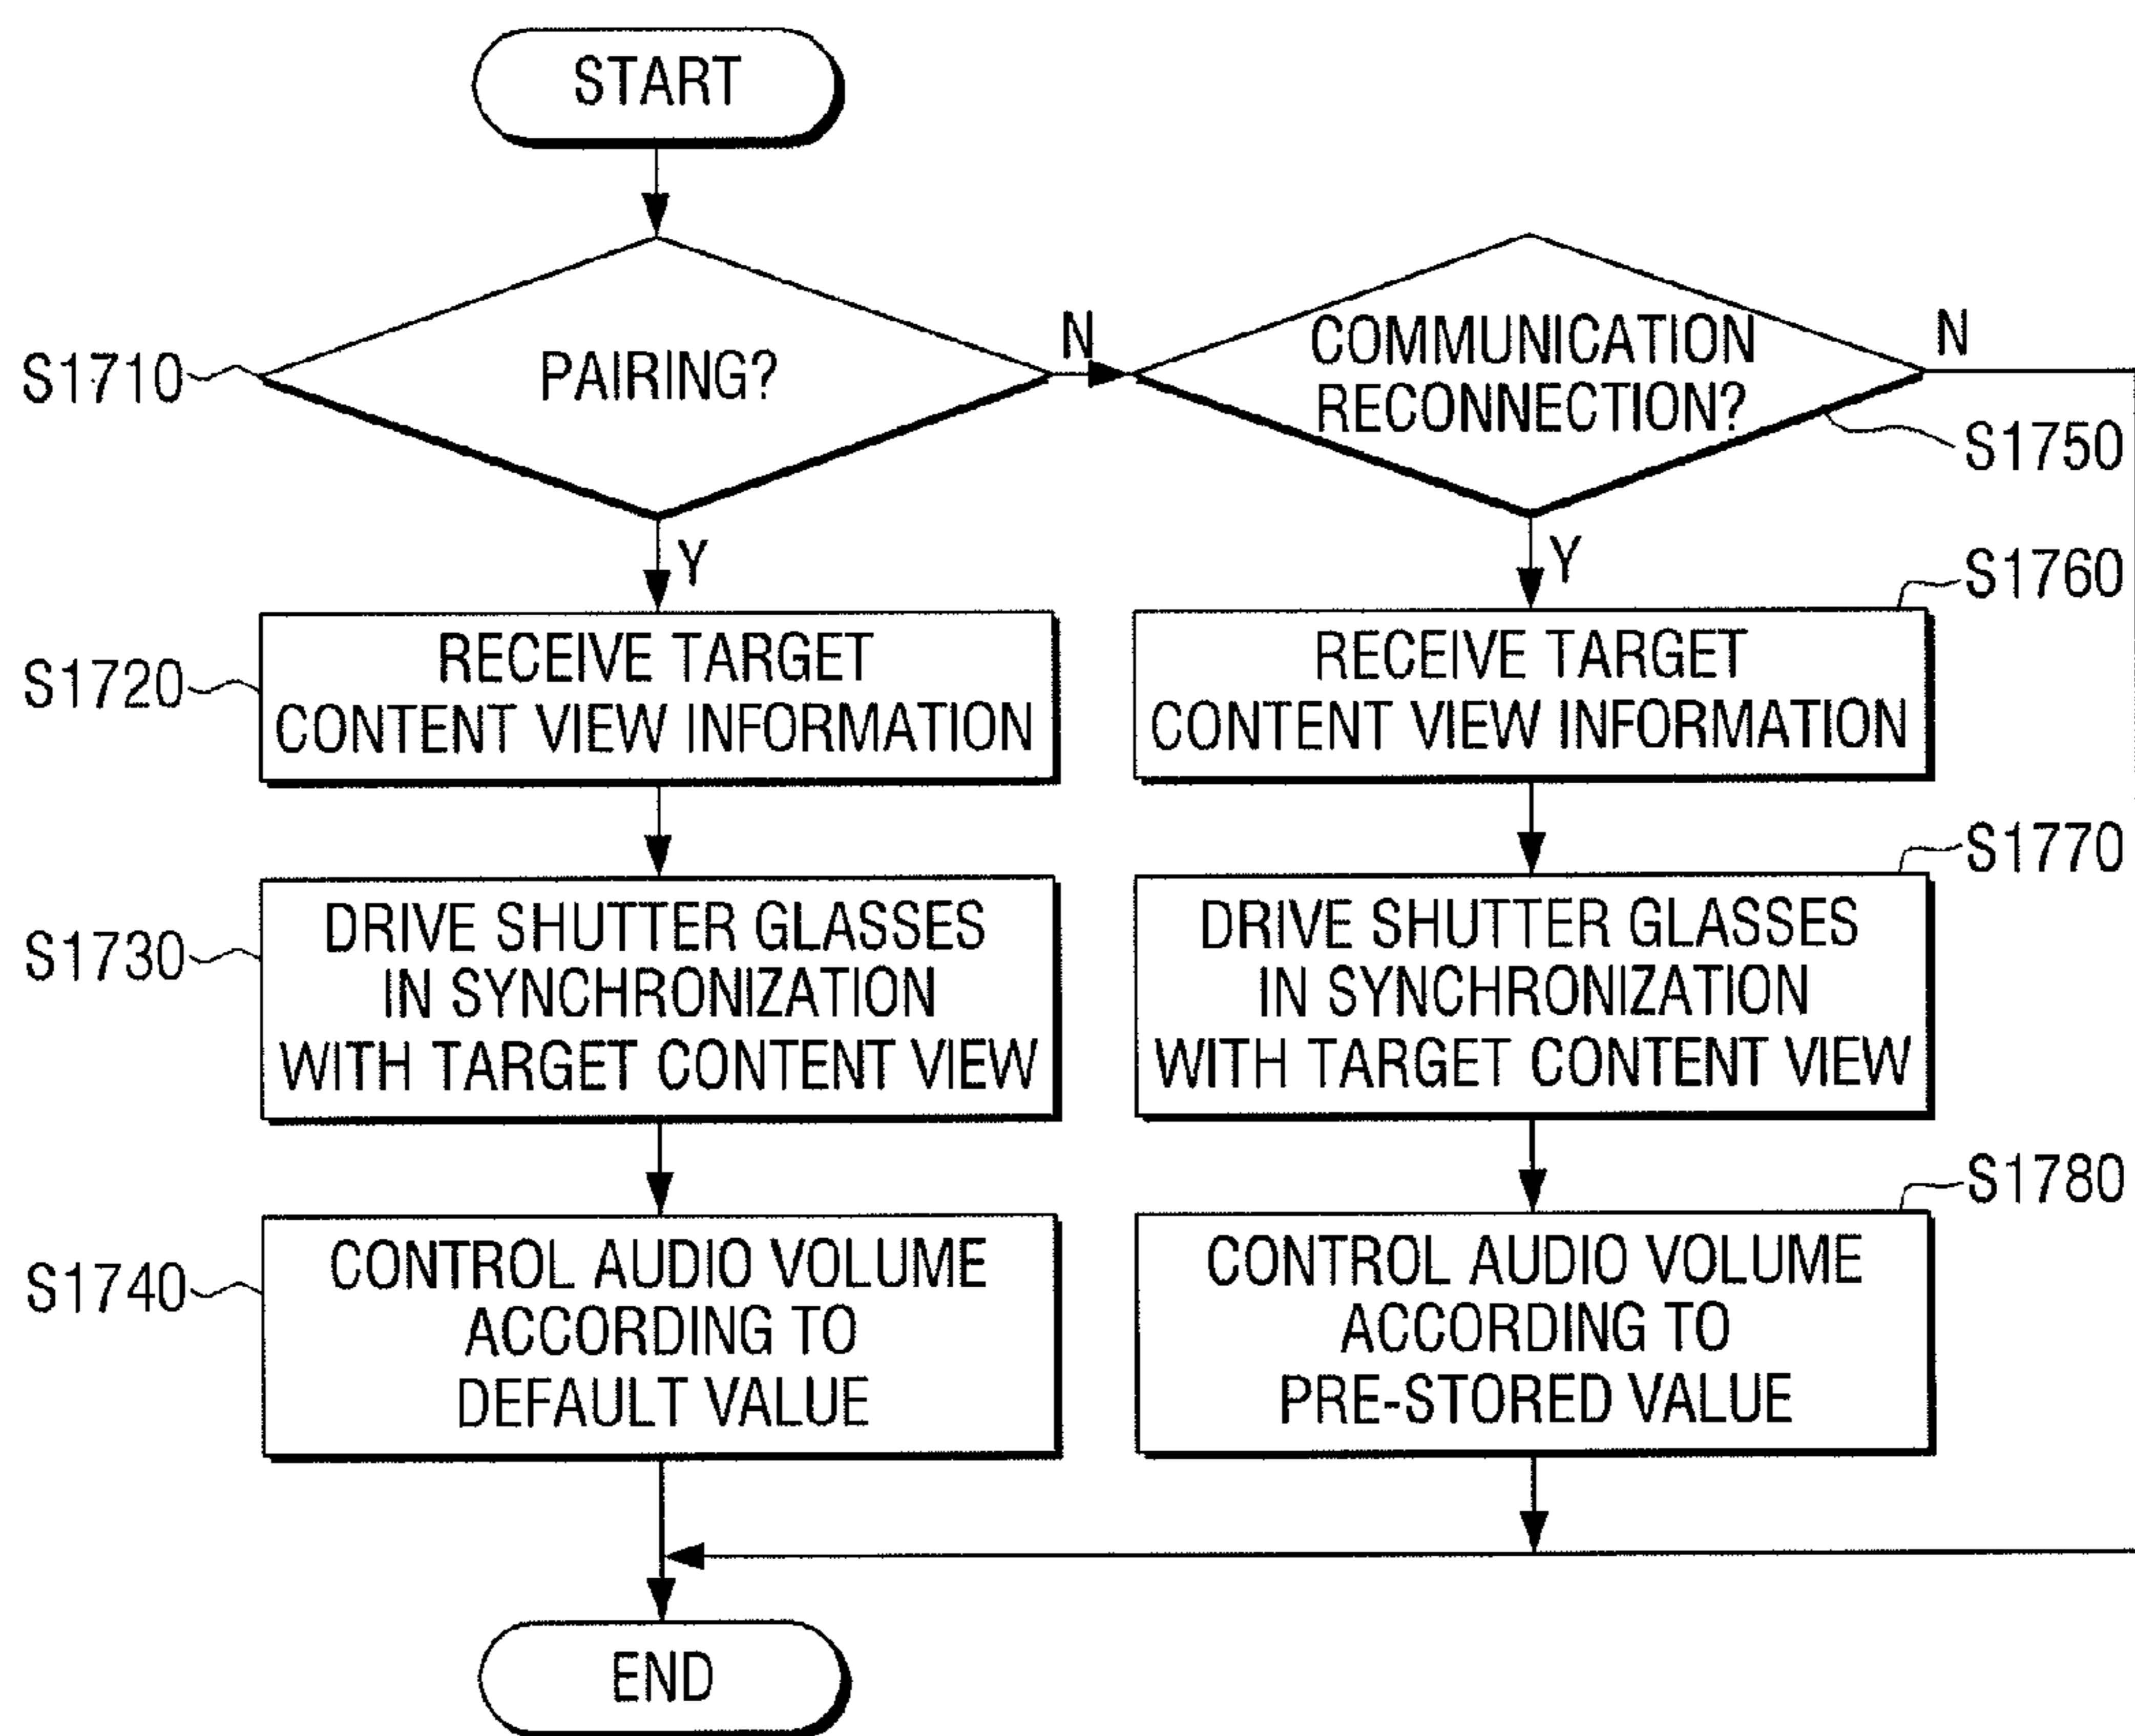 START
S1710
PAIRING?
N
COMMUNICATION
RECONNECTION?
N
S1750
Y
Y
S1720
RECEIVE TARGET
CONTENT VIEW INFORMATION
S1760
RECEIVE TARGET
CONTENT VIEW INFORMATION
S1730
DRIVE SHUTTER GLASSES
IN SYNCHRONIZATION
WITH TARGET CONTENT VIEW
S1770
DRIVE SHUTTER GLASSES
IN SYNCHRONIZATION
WITH TARGET CONTENT VIEW
S1740
CONTROL AUDIO VOLUME
ACCORDING TO
DEFAULT VALUE
S1780
CONTROL AUDIO VOLUME
ACCORDING TO
PRE-STORED VALUE
END